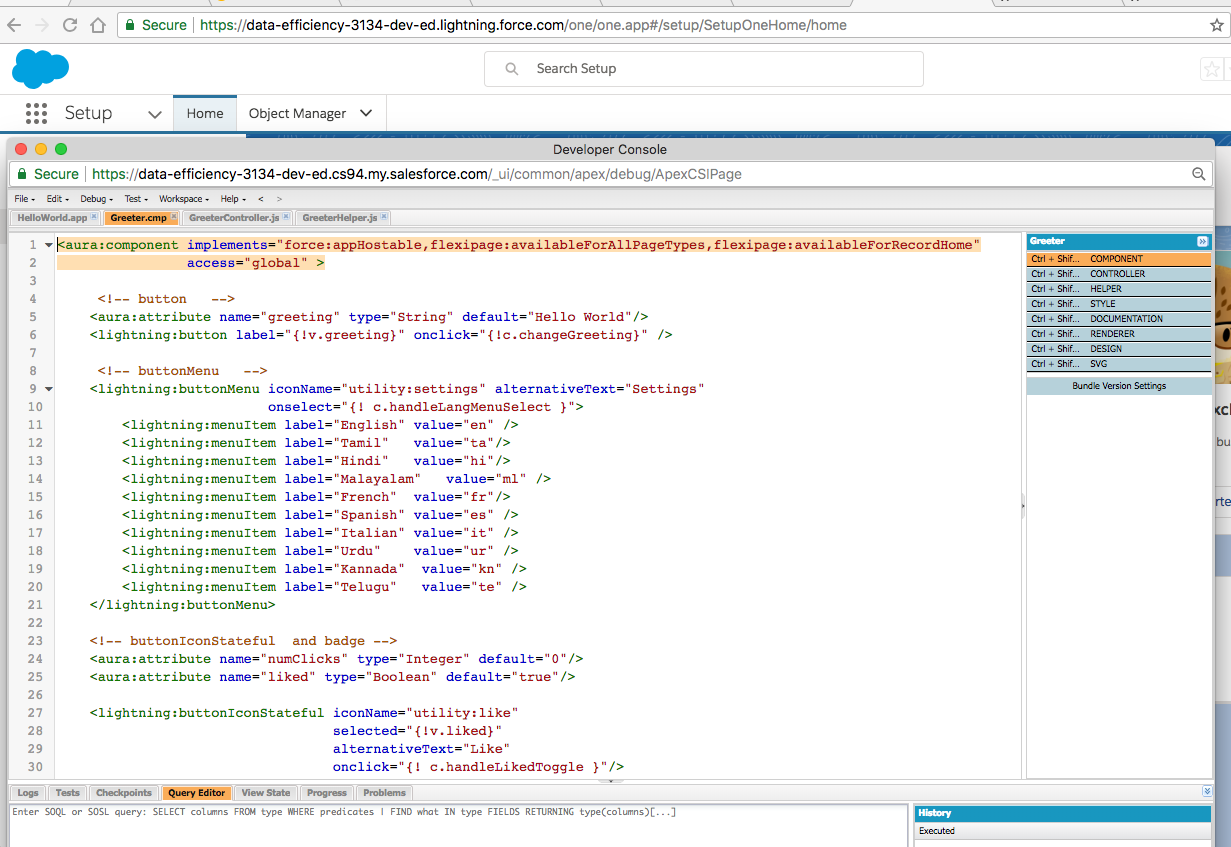 Secure https://data-efficiency-3134-dev-ed.lightning.force.com/one/one.app#/setup/SetupOneHome/home
Search Setup
Setup Home Object Manager
Developer Console
Secure https://data-efficiency-3134-dev-ed.cs94.my.salesforce.com/_ui/common/apex/debug/ApexCSIPage
File Edit Debug Test Workspace Help < >
HelloWorld.app Greeter.cmp GreeterController.js GreeterHelper.js
1 <aura:component implements="force:appHostable,flexipage:availableForAllPageTypes,flexipage:availableForRecordHome"
2 access="global" >
3
4 <!-- button   -->
5 <aura:attribute name="greeting" type="String" default="Hello World"/>
6 <lightning:button label="{!v.greeting}" onclick="{!c.changeGreeting}" />
7
8 <!-- buttonMenu   -->
9 <lightning:buttonMenu iconName="utility:settings" alternativeText="Settings"
10 onselect="{! c.handleLangMenuSelect }">
11 <lightning:menuItem label="English" value="en" />
12 <lightning:menuItem label="Tamil"   value="ta"/>
13 <lightning:menuItem label="Hindi"   value="hi"/>
14 <lightning:menuItem label="Malayalam"   value="ml" />
15 <lightning:menuItem label="French"  value="fr"/>
16 <lightning:menuItem label="Spanish" value="es" />
17 <lightning:menuItem label="Italian" value="it" />
18 <lightning:menuItem label="Urdu"    value="ur" />
19 <lightning:menuItem label="Kannada"  value="kn" />
20 <lightning:menuItem label="Telugu"   value="te" />
21 </lightning:buttonMenu>
22
23 <!-- buttonIconStateful  and badge -->
24 <aura:attribute name="numClicks" type="Integer" default="0"/>
25 <aura:attribute name="liked" type="Boolean" default="true"/>
26
27 <lightning:buttonIconStateful iconName="utility:like"
28 selected="{!v.liked}"
29 alternativeText="Like"
30 onclick="{! c.handleLikedToggle }"/>
Greeter
Ctrl + Shif... COMPONENT
Ctrl + Shif... CONTROLLER
Ctrl + Shif... HELPER
Ctrl + Shif... STYLE
Ctrl + Shif... DOCUMENTATION
Ctrl + Shif... RENDERER
Ctrl + Shif... DESIGN
Ctrl + Shif... SVG
Bundle Version Settings
Logs Tests Checkpoints Query Editor View State Progress Problems
Enter SOQL or SOSL query: SELECT columns FROM type WHERE predicates | FIND what IN type FIELDS RETURNING type(columns)[...]
History
Executed